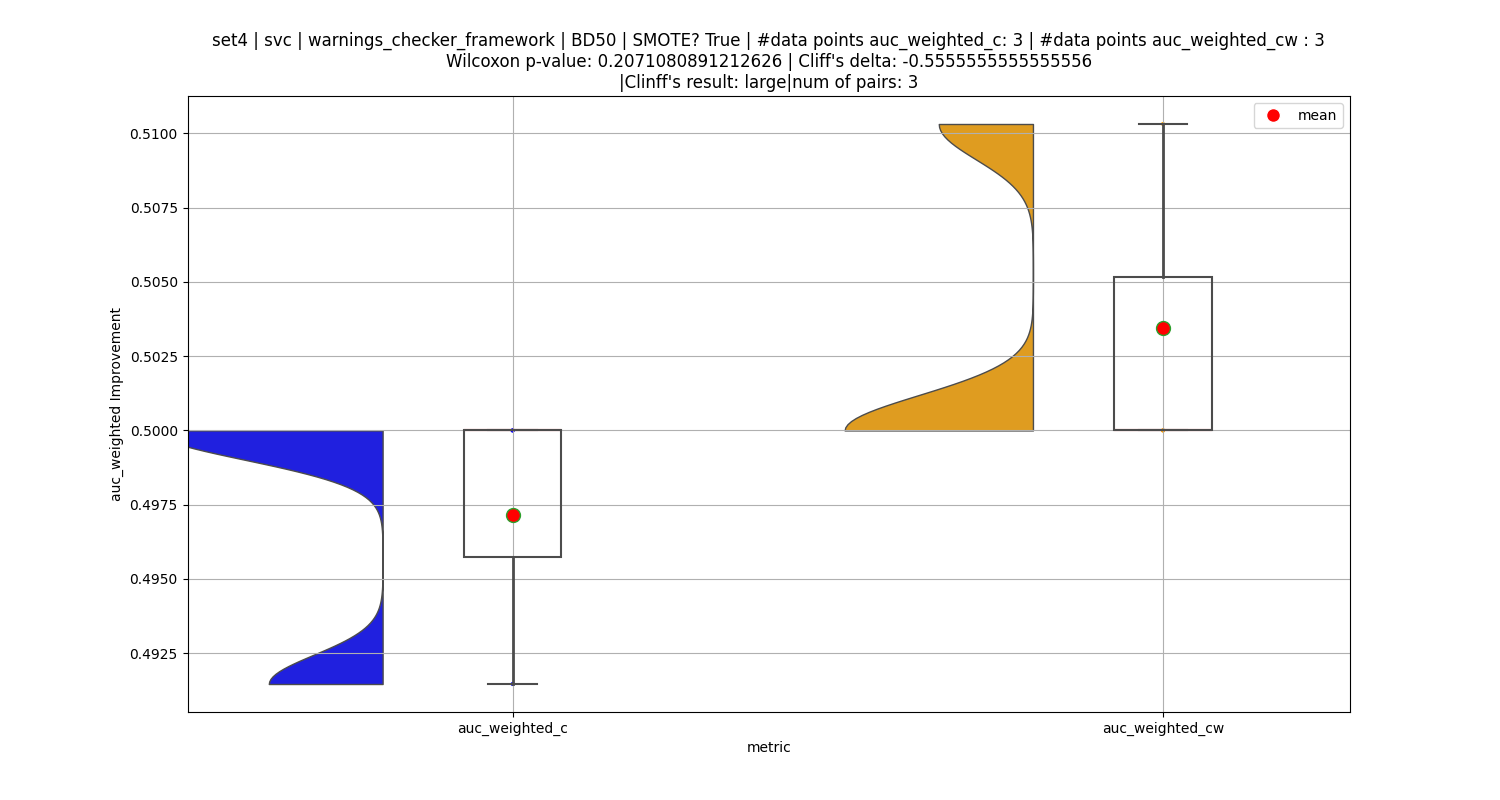 set4 | svc | warnings_checker_framework | BD50 | SMOTE? True | #data points auc_weighted_c: 3 | #data points auc_weighted_cw : 3
Wilcoxon p-value: 0.2071080891212626 | Cliff's delta: -0.5555555555555556
|Clinff's result: large|num of pairs: 3
mean
0.5100
0.5075
0.5050
0.5025
0.5000
0.4975
0.4950
0.4925
auc_weighted Improvement
auc_weighted_c
auc_weighted_cw
metric